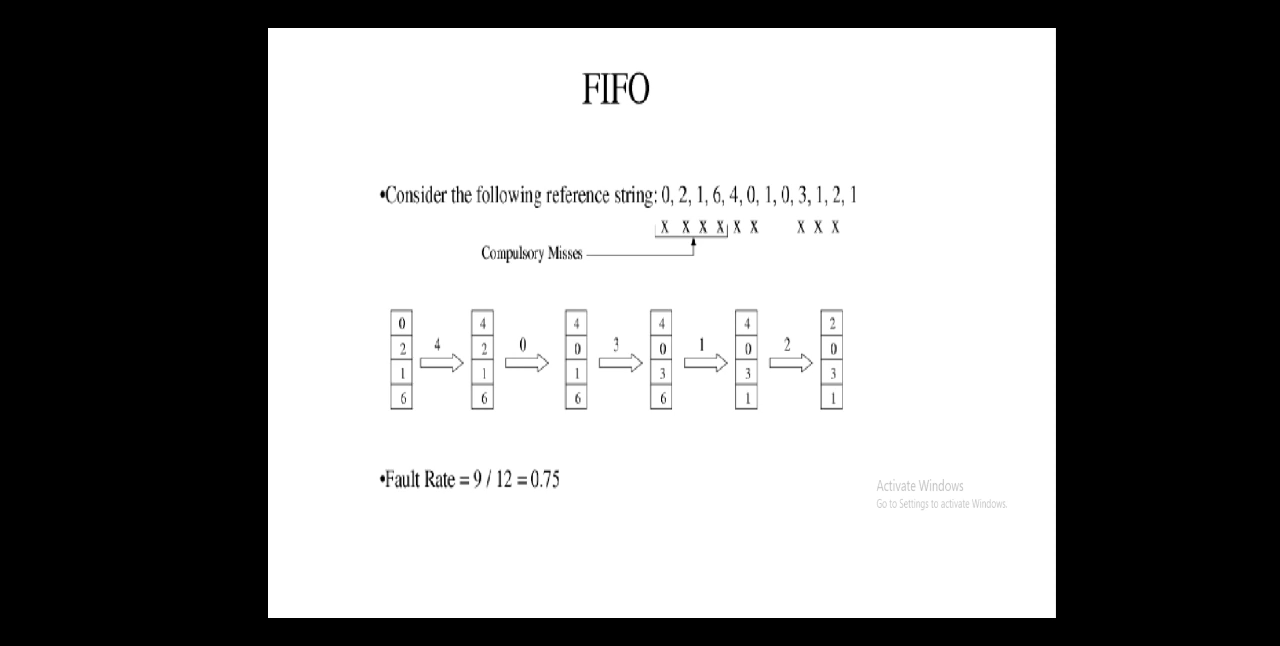 FIFO
•Consider the following reference string: 0, 2, 1, 6, 4, 0, 1, 0, 3, 1, 2, 1
X X X X X X X X X
Compulsory Misses
0 4 4 4 4 2
4 0 3 1 2
2 2 0 0 0 0
1 1 1 3 3 3
6 6 6 6 1 1
•Fault Rate = 9 / 12 = 0.75
Activate Windows
Go to Settings to activate Windows.